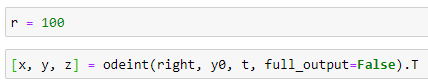 r = 100
[x, y, z] = odeint(right, y0, t, full_output=False).T